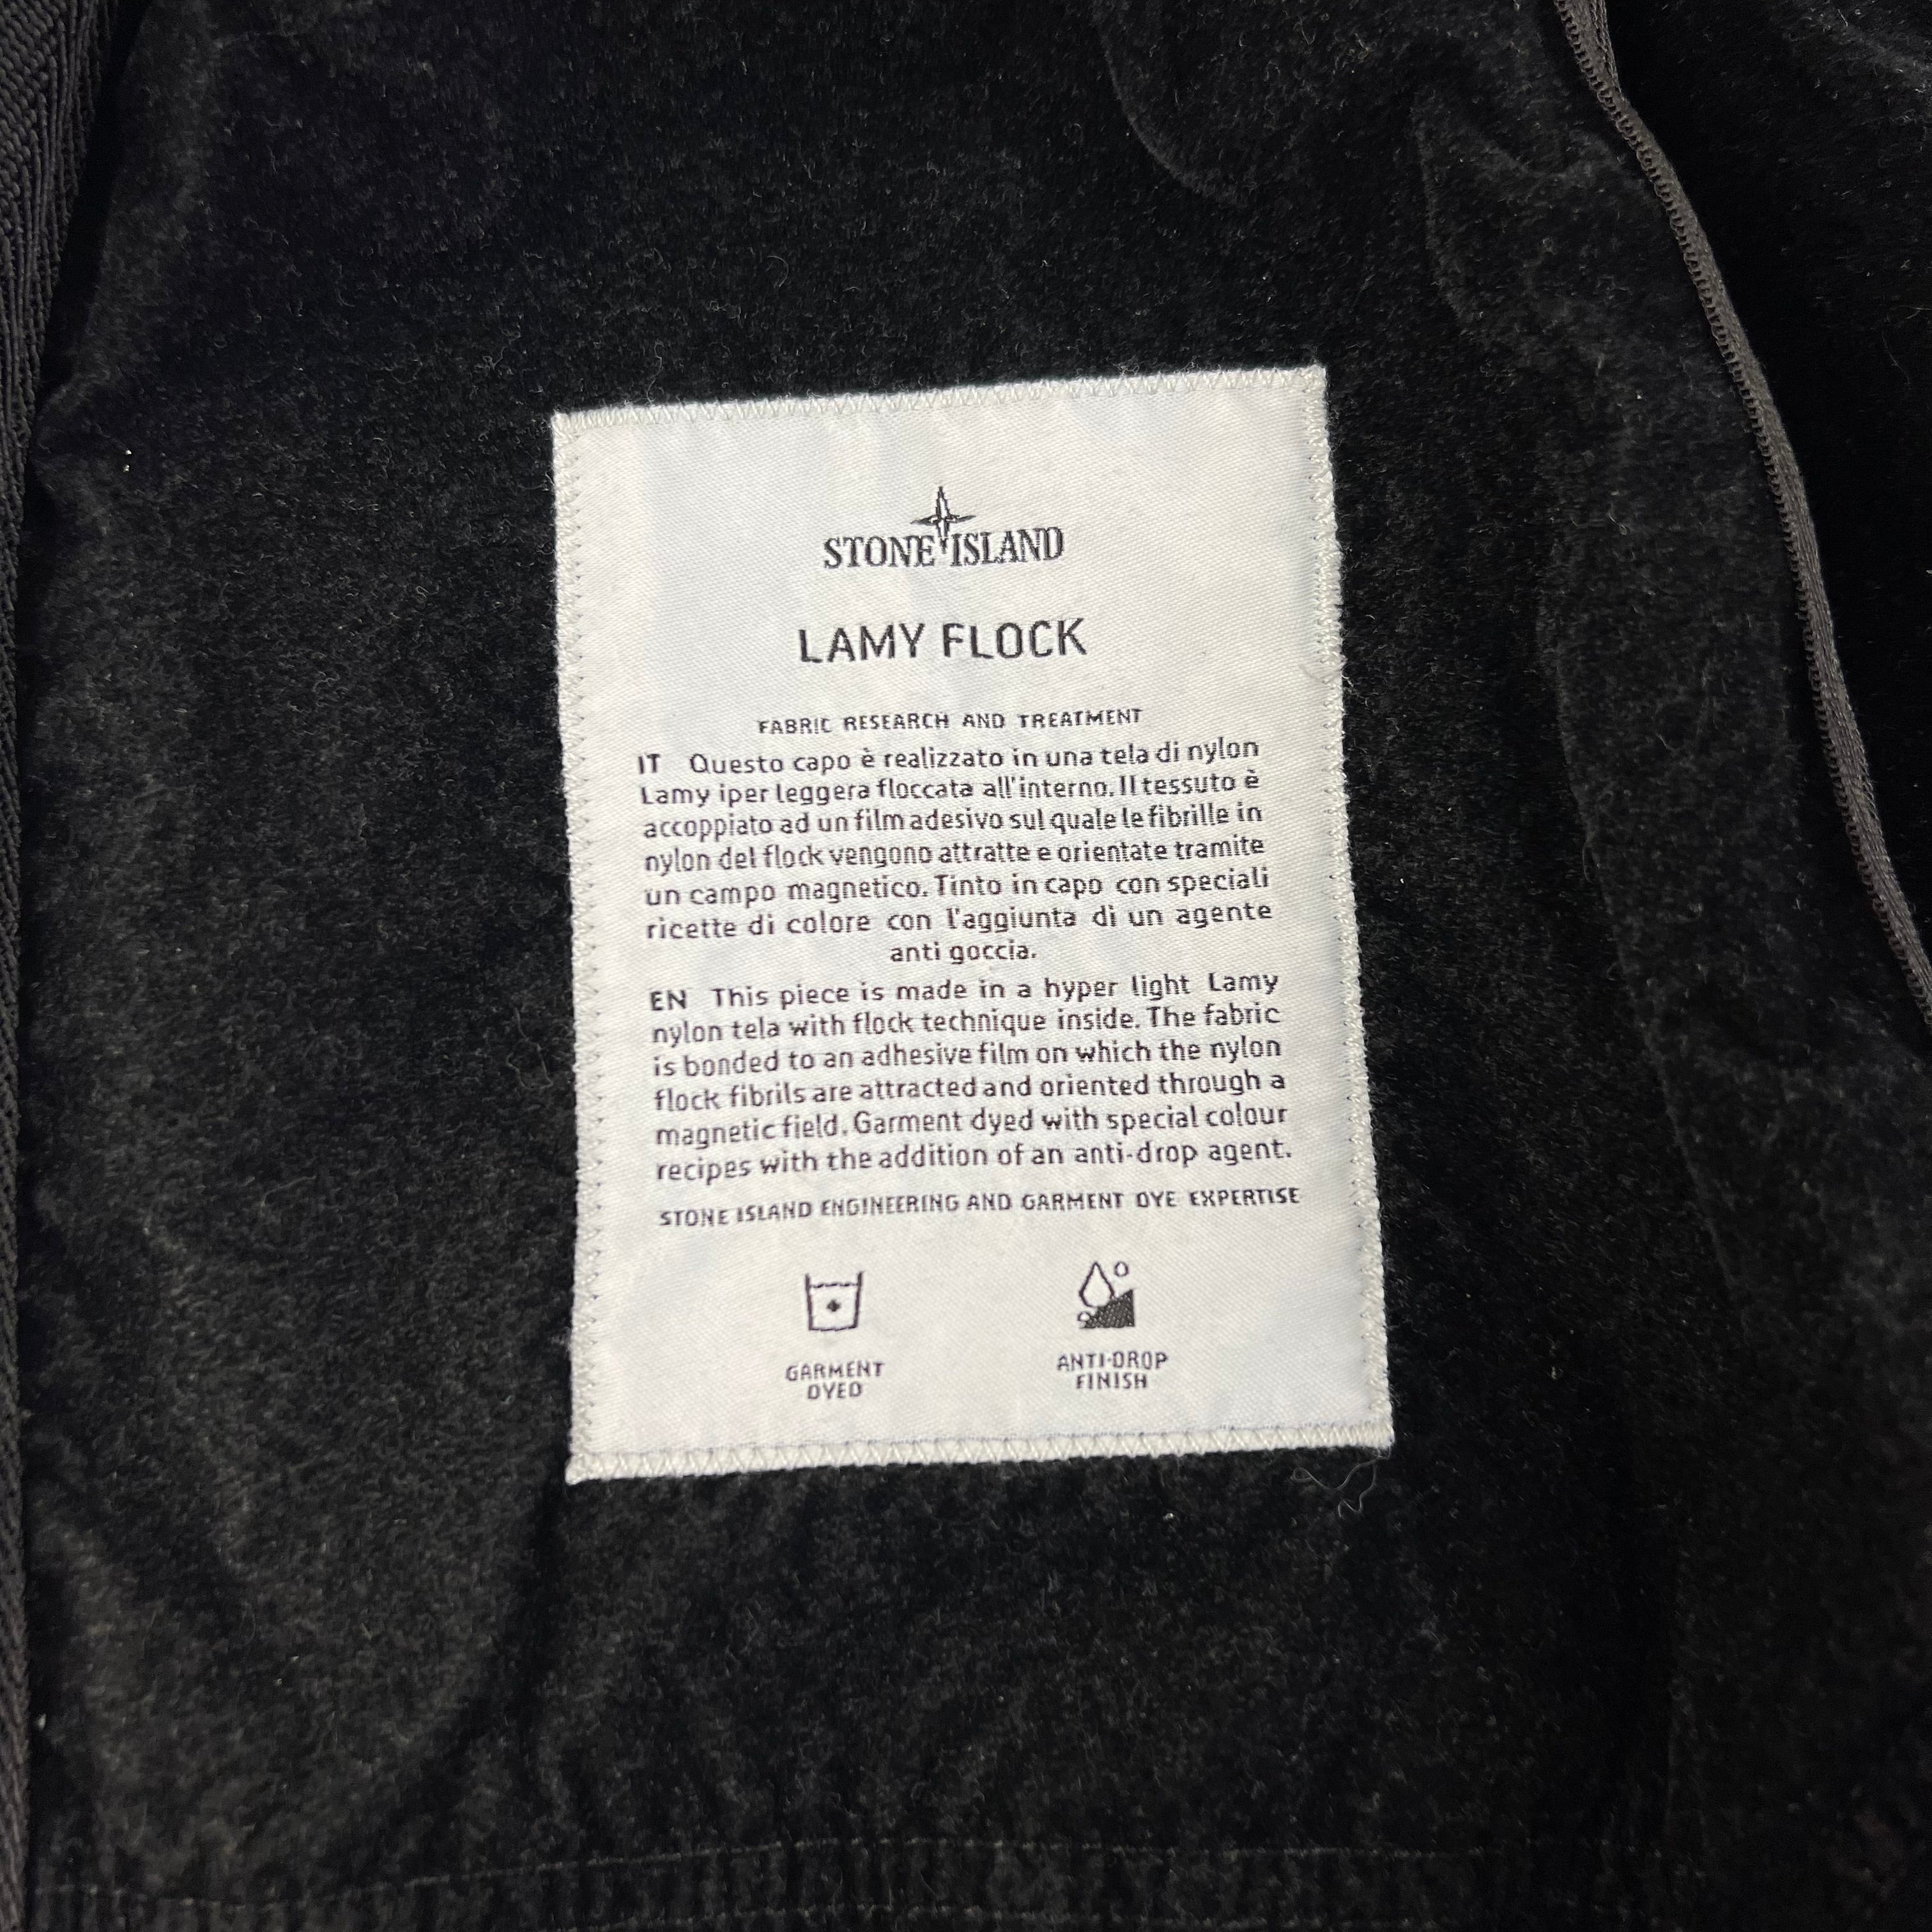 STONE ISLAND
LAMY FLOCK
FABRIC RESEARCH AND TREATMENT
IT Questo capo è realizzato in una tela di nylon
Lamy iper leggera floccata all'interno. Il tessuto è
accoppiato ad un film adesivo sul quale le fibrille in
nylon del flock vengono attratte e orientate tramite
un campo magnetico. Tinto in capo con speciali
ricette di colore con l'aggiunta di un agente
anti goccia.
EN This piece is made in a hyper light Lamy
nylon tela with flock technique inside. The fabric
is bonded to an adhesive film on which the nylon
flock fibrils are attracted and oriented through a
magnetic field. Garment dyed with special colour
recipes with the addition of an anti-drop agent.
STONE ISLAND ENGINEERING AND GARMENT DYE EXPERTISE
GARMENT
DYED
ANTI-DROP
FINISH